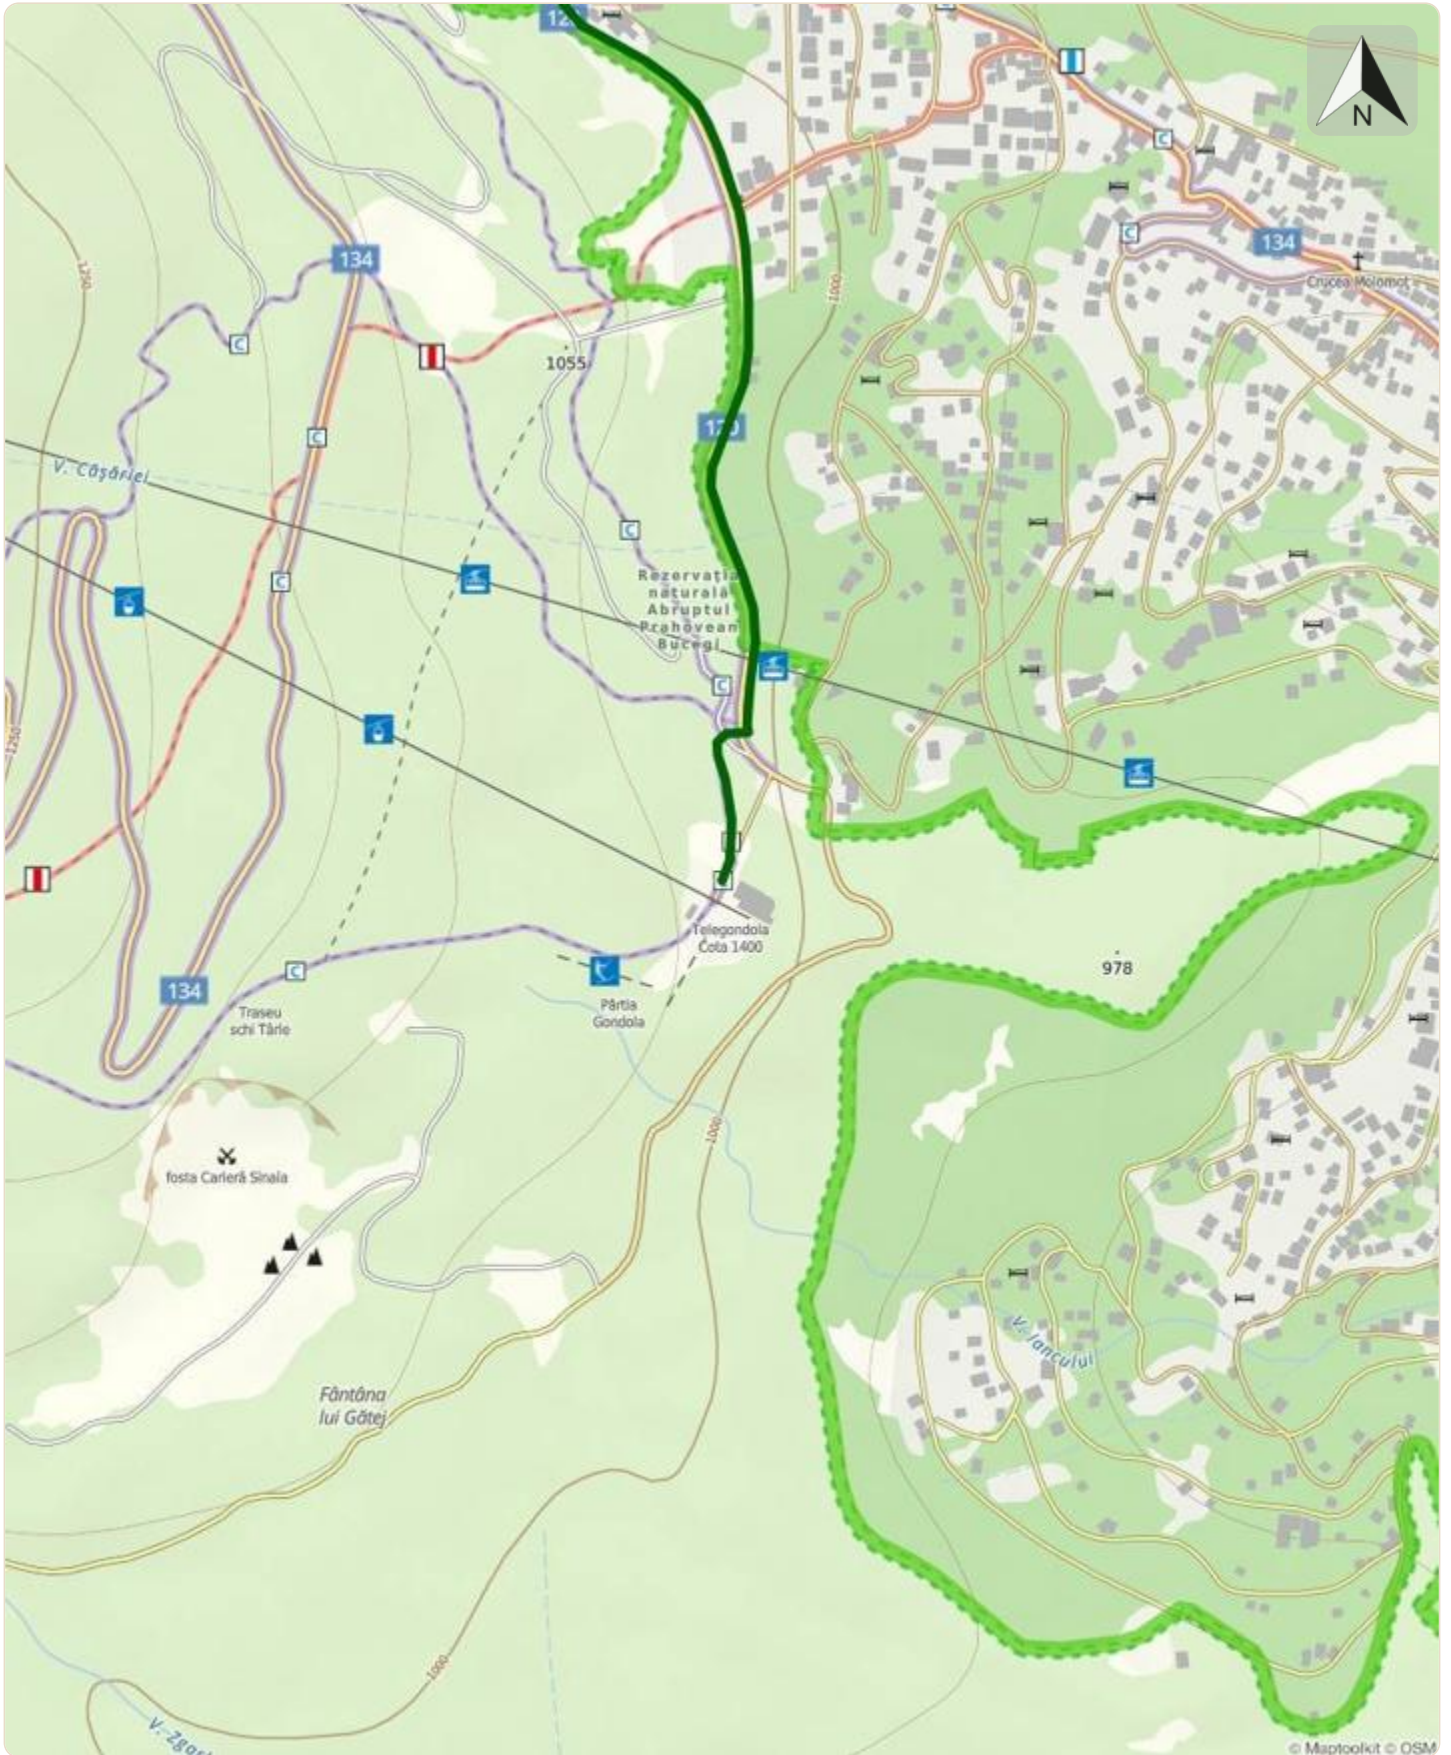 N
134
Crucea Mołomoț
1000
1250
134
1055
V. Cășăriei
C
C
C
C
C
C
C
Rezervația
naturală
Abruptul
Prahovean
Bucegi
1250
Telegondola
Cota 1400
978
C
134
Traseu
schi Târle
Pârtia
Gondola
1000
fosta Carieră Sinaia
V. Iancului
Fântâna
lui Gâtej
1000
© Maptoolkit © OSM